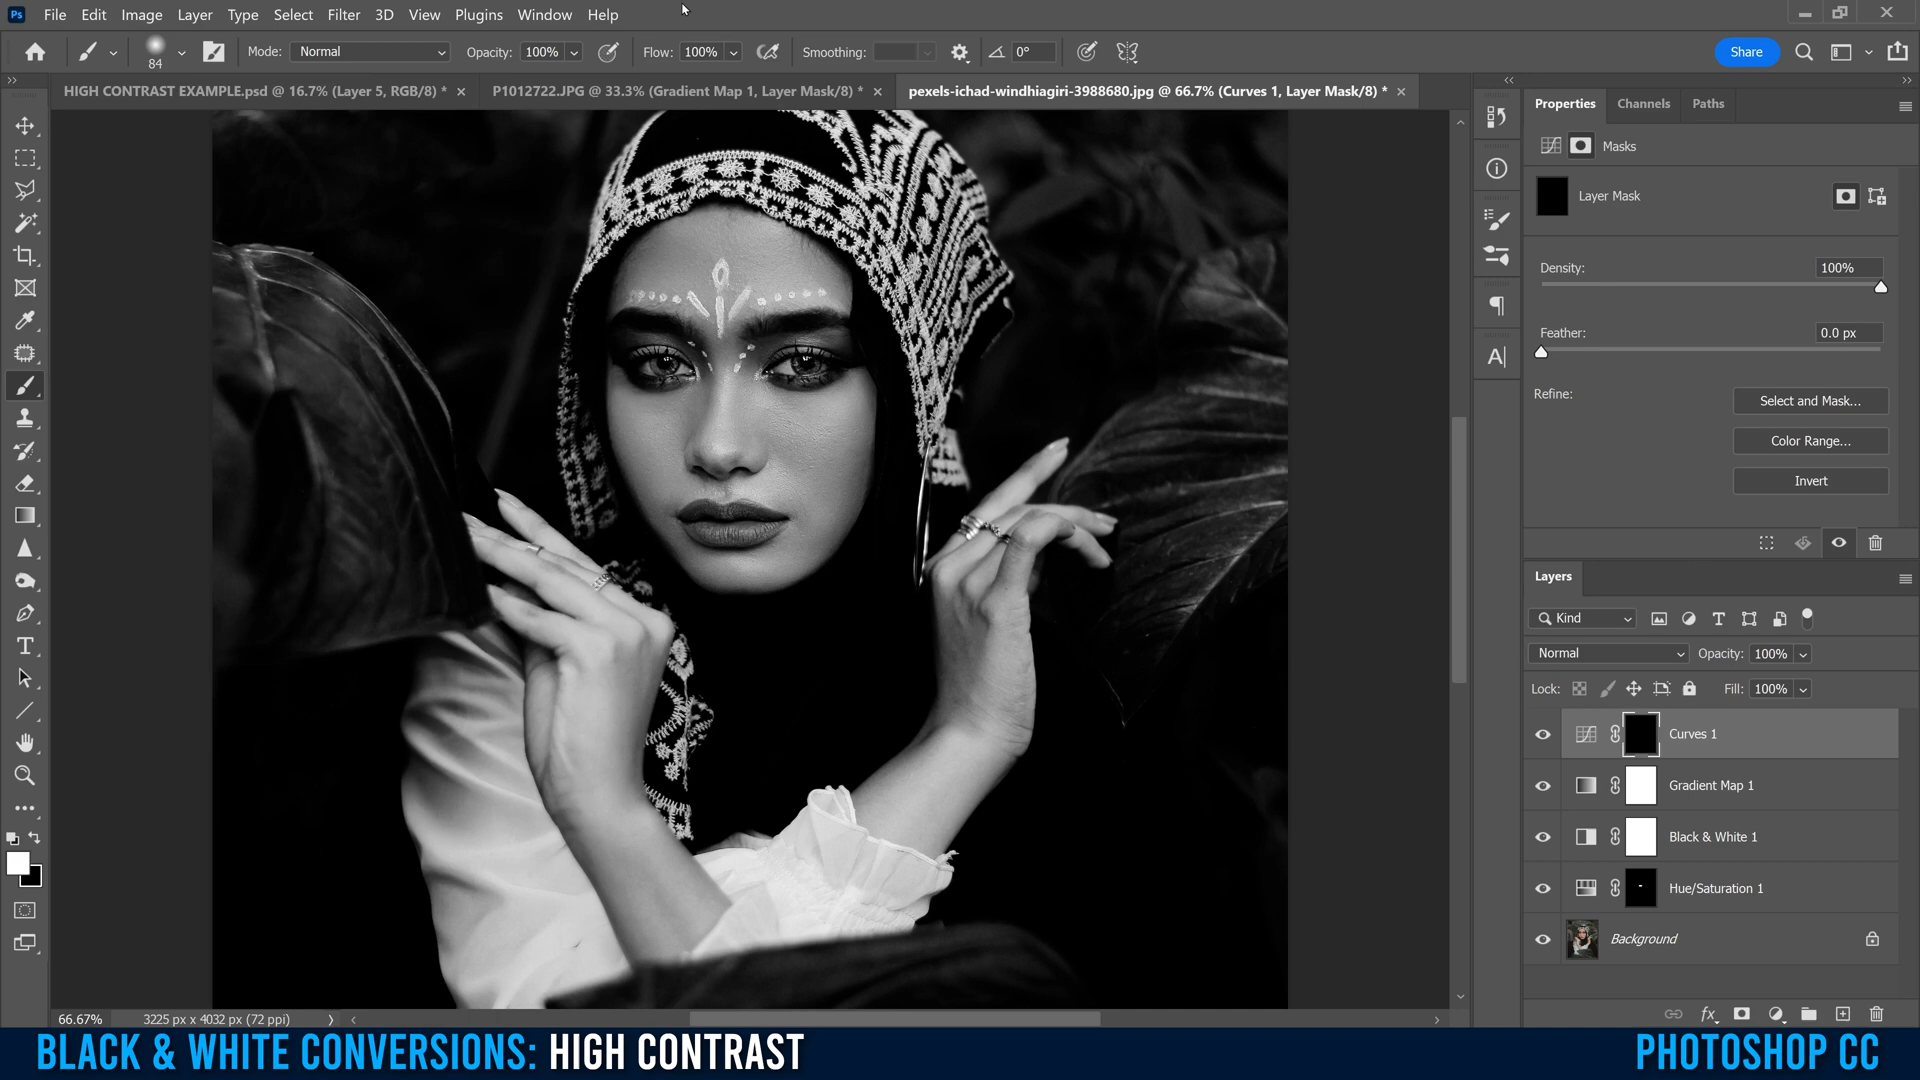 Ps File Edit Image Layer Type Select Filter 3D View Plugins Window Help
84 Mode: Normal Opacity: 100% Flow: 100% Smoothing: 0° Share
HIGH CONTRAST EXAMPLE.psd @ 16.7% (Layer 5, RGB/8) * × P1012722.JPG @ 33.3% (Gradient Map 1, Layer Mask/8) * × pexels-ichad-windhiagiri-3988680.jpg @ 66.7% (Curves 1, Layer Mask/8) * ×
Properties Channels Paths
Masks
Layer Mask
Density: 100%
Feather: 0.0 px
Refine:
Select and Mask...
Color Range...
Invert
Layers
Kind
Normal Opacity: 100%
Lock: Fill: 100%
Curves 1
Gradient Map 1
Black & White 1
Hue/Saturation 1
Background
fx
66.67% 3225 px x 4032 px (72 ppi)
BLACK & WHITE CONVERSIONS: HIGH CONTRAST
PHOTOSHOP CC